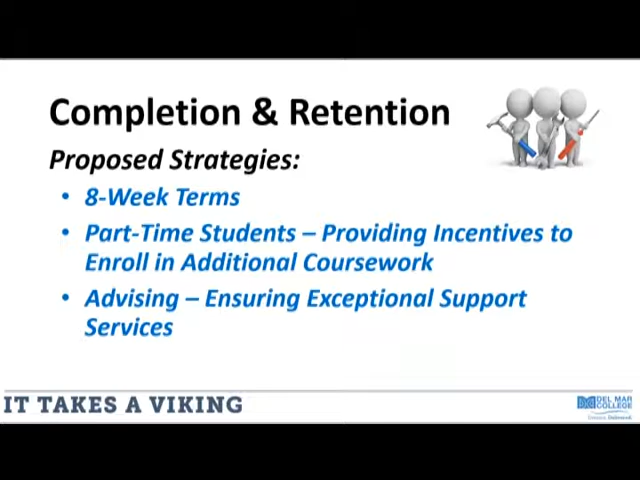 Completion & Retention
Proposed Strategies:
• 8-Week Terms
• Part-Time Students – Providing Incentives to
Enroll in Additional Coursework
• Advising – Ensuring Exceptional Support
Services
IT TAKES A VIKING
DEL MAR
COLLEGE